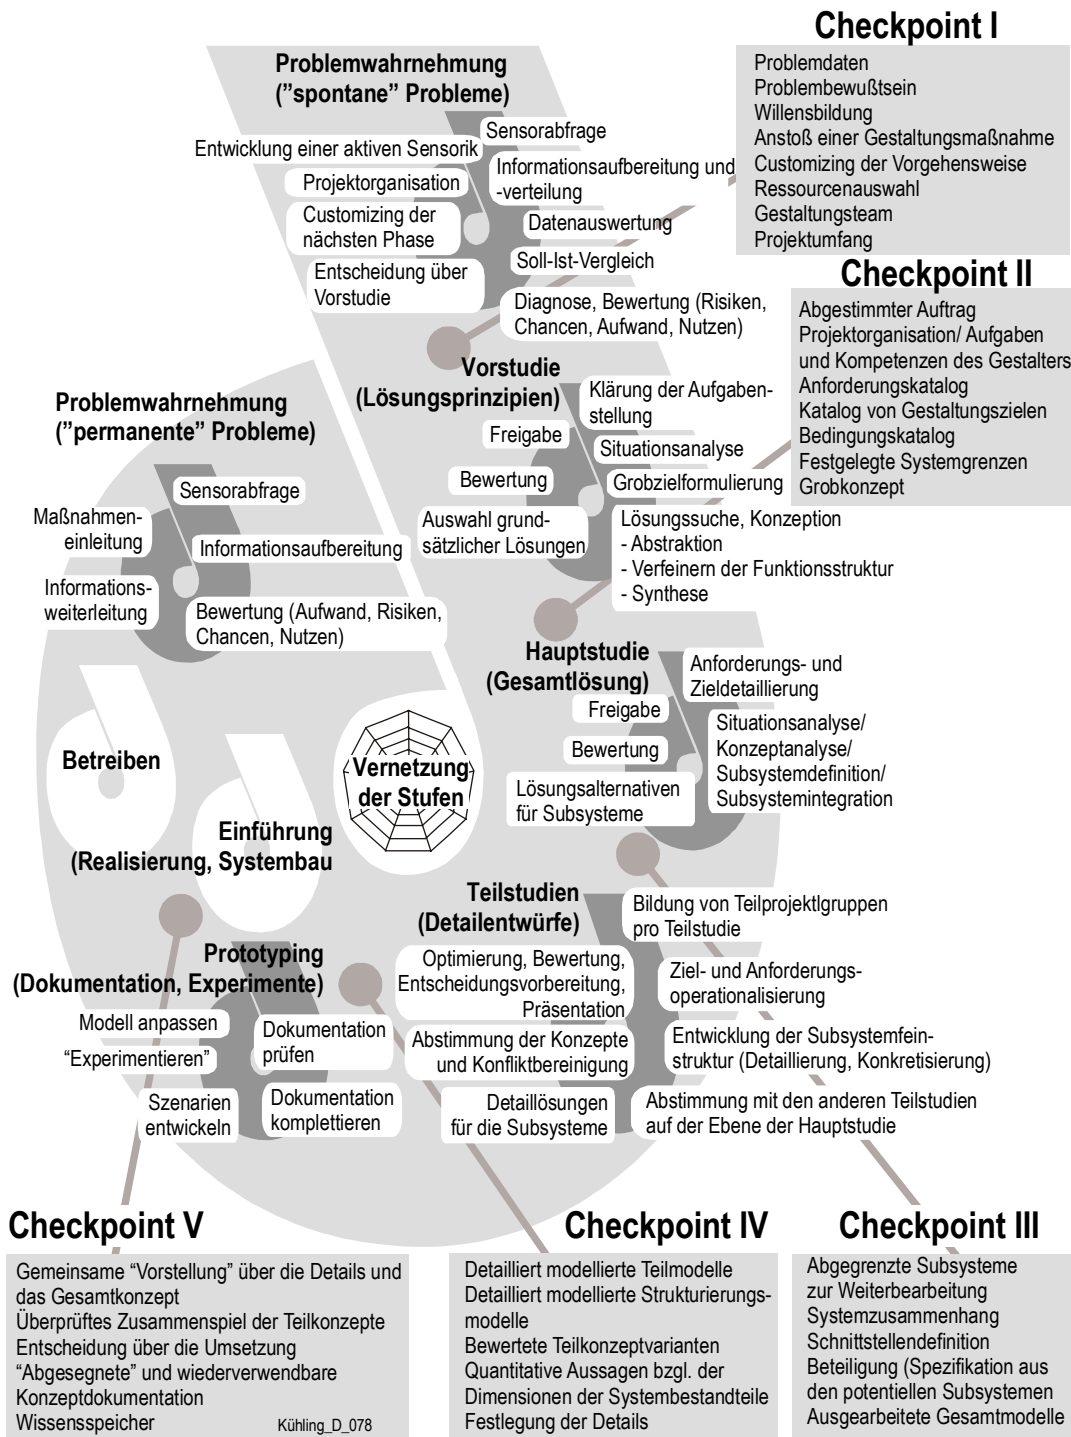 Checkpoint I
Problemdaten
Problembewußtsein
Willensbildung
Anstoß einer Gestaltungsmaßnahme
Customizing der Vorgehensweise
Ressourcenauswahl
Gestaltungsteam
Projektumfang
Problemwahrnehmung
(”spontane” Probleme)
Sensorabfrage
Entwicklung einer aktiven Sensorik
Informationsaufbereitung und
-verteilung
Projektorganisation
Customizing der
nächsten Phase
Datenauswertung
Soll-Ist-Vergleich
Entscheidung über
Vorstudie
Diagnose, Bewertung (Risiken,
Chancen, Aufwand, Nutzen)
Checkpoint II
Abgestimmter Auftrag
Projektorganisation/ Aufgaben
und Kompetenzen des Gestalters
Anforderungskatalog
Katalog von Gestaltungszielen
Bedingungskatalog
Festgelegte Systemgrenzen
Grobkonzept
Vorstudie
(Lösungsprinzipien)
Klärung der Aufgaben-
stellung
Freigabe
Situationsanalyse
Bewertung
Grobzielformulierung
Auswahl grund-
sätzlicher Lösungen
Lösungssuche, Konzeption
- Abstraktion
- Verfeinern der Funktionsstruktur
- Synthese
Problemwahrnehmung
(”permanente” Probleme)
Sensorabfrage
Maßnahmen-
einleitung
Informationsaufbereitung
Informations-
weiterleitung
Bewertung (Aufwand, Risiken,
Chancen, Nutzen)
Hauptstudie
(Gesamtlösung)
Anforderungs- und
Zieldetaillierung
Freigabe
Bewertung
Situationsanalyse/
Konzeptanalyse/
Subsystemdefinition/
Subsystemintegration
Lösungsalternativen
für Subsysteme
Betreiben
Vernetzung
der Stufen
Einführung
(Realisierung, Systembau
Teilstudien
(Detailentwürfe)
Bildung von Teilprojektlgruppen
pro Teilstudie
Optimierung, Bewertung,
Entscheidungsvorbereitung,
Präsentation
Ziel- und Anforderungs-
operationalisierung
Abstimmung der Konzepte
und Konfliktbereinigung
Entwicklung der Subsystemfein-
struktur (Detaillierung, Konkretisierung)
Detaillösungen
für die Subsysteme
Abstimmung mit den anderen Teilstudien
auf der Ebene der Hauptstudie
Prototyping
(Dokumentation, Experimente)
Modell anpassen
Dokumentation
prüfen
“Experimentieren”
Szenarien
entwickeln
Dokumentation
komplettieren
Checkpoint V
Gemeinsame “Vorstellung” über die Details und
das Gesamtkonzept
Überprüftes Zusammenspiel der Teilkonzepte
Entscheidung über die Umsetzung
“Abgesegnete” und wiederverwendbare
Konzeptdokumentation
Wissensspeicher
Kühling_D_078
Checkpoint IV
Detailliert modellierte Teilmodelle
Detailliert modellierte Strukturierungs-
modelle
Bewertete Teilkonzeptvarianten
Quantitative Aussagen bzgl. der
Dimensionen der Systembestandteile
Festlegung der Details
Checkpoint III
Abgegrenzte Subsysteme
zur Weiterbearbeitung
Systemzusammenhang
Schnittstellendefinition
Beteiligung (Spezifikation aus
den potentiellen Subsystemen
Ausgearbeitete Gesamtmodelle